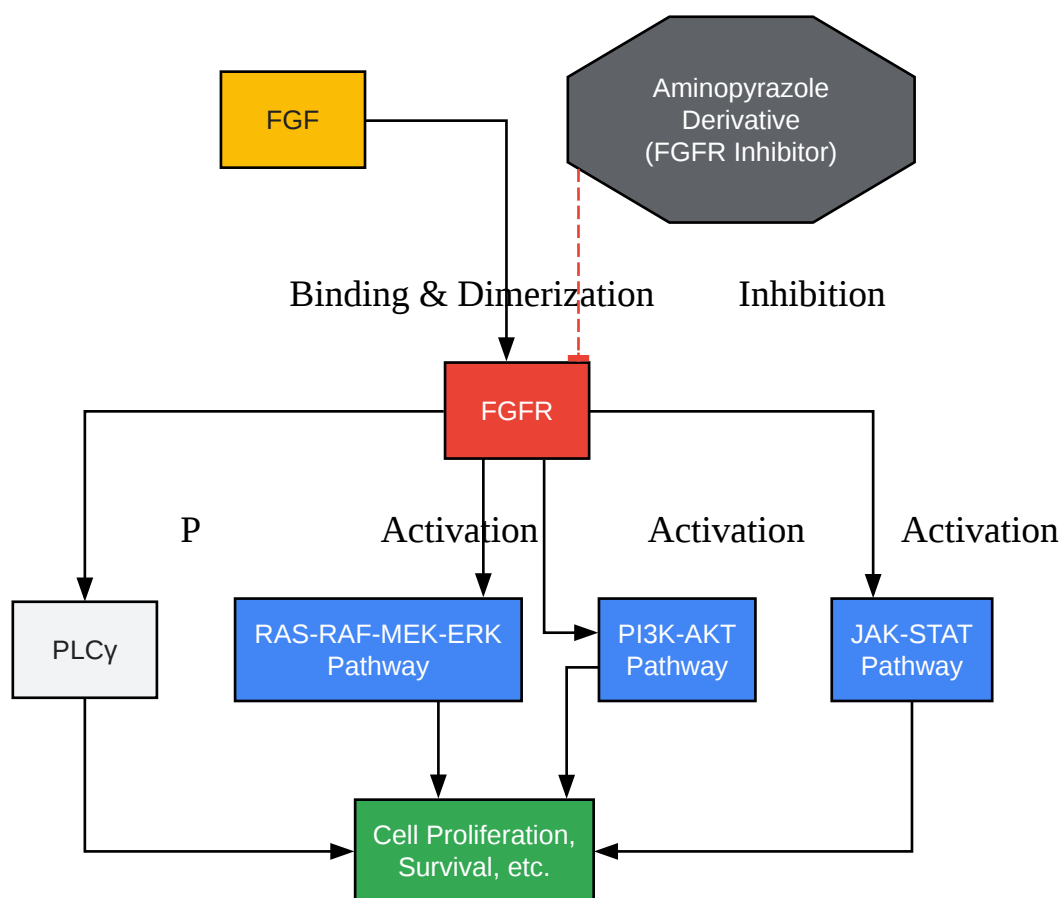 FGF
Aminopyrazole
Derivative
(FGFR Inhibitor)
Binding & Dimerization
Inhibition
FGFR
P
Activation
Activation
Activation
PLCγ
RAS-RAF-MEK-ERK
Pathway
PI3K-AKT
Pathway
JAK-STAT
Pathway
Cell Proliferation,
Survival, etc.